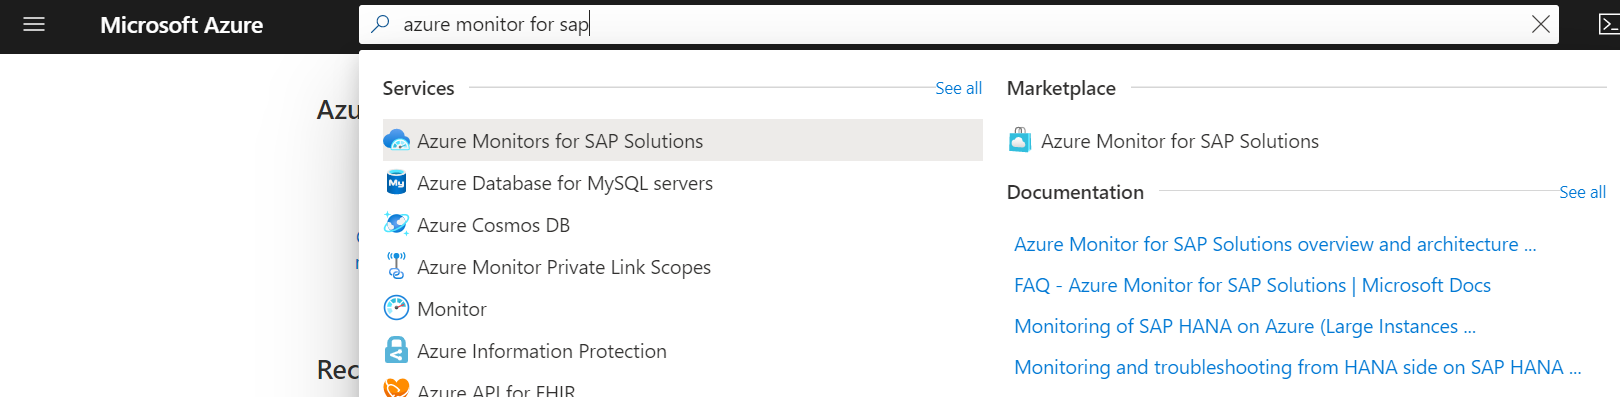 Microsoft Azure
azure monitor for sap
Azu
Rec
Services
See all
Azure Monitors for SAP Solutions
Azure Database for MySQL servers
Azure Cosmos DB
Azure Monitor Private Link Scopes
Monitor
Azure Information Protection
Azure API for FHIR
Marketplace
Azure Monitor for SAP Solutions
Documentation
See all
Azure Monitor for SAP Solutions overview and architecture ...
FAQ - Azure Monitor for SAP Solutions | Microsoft Docs
Monitoring of SAP HANA on Azure (Large Instances ...
Monitoring and troubleshooting from HANA side on SAP HANA ...